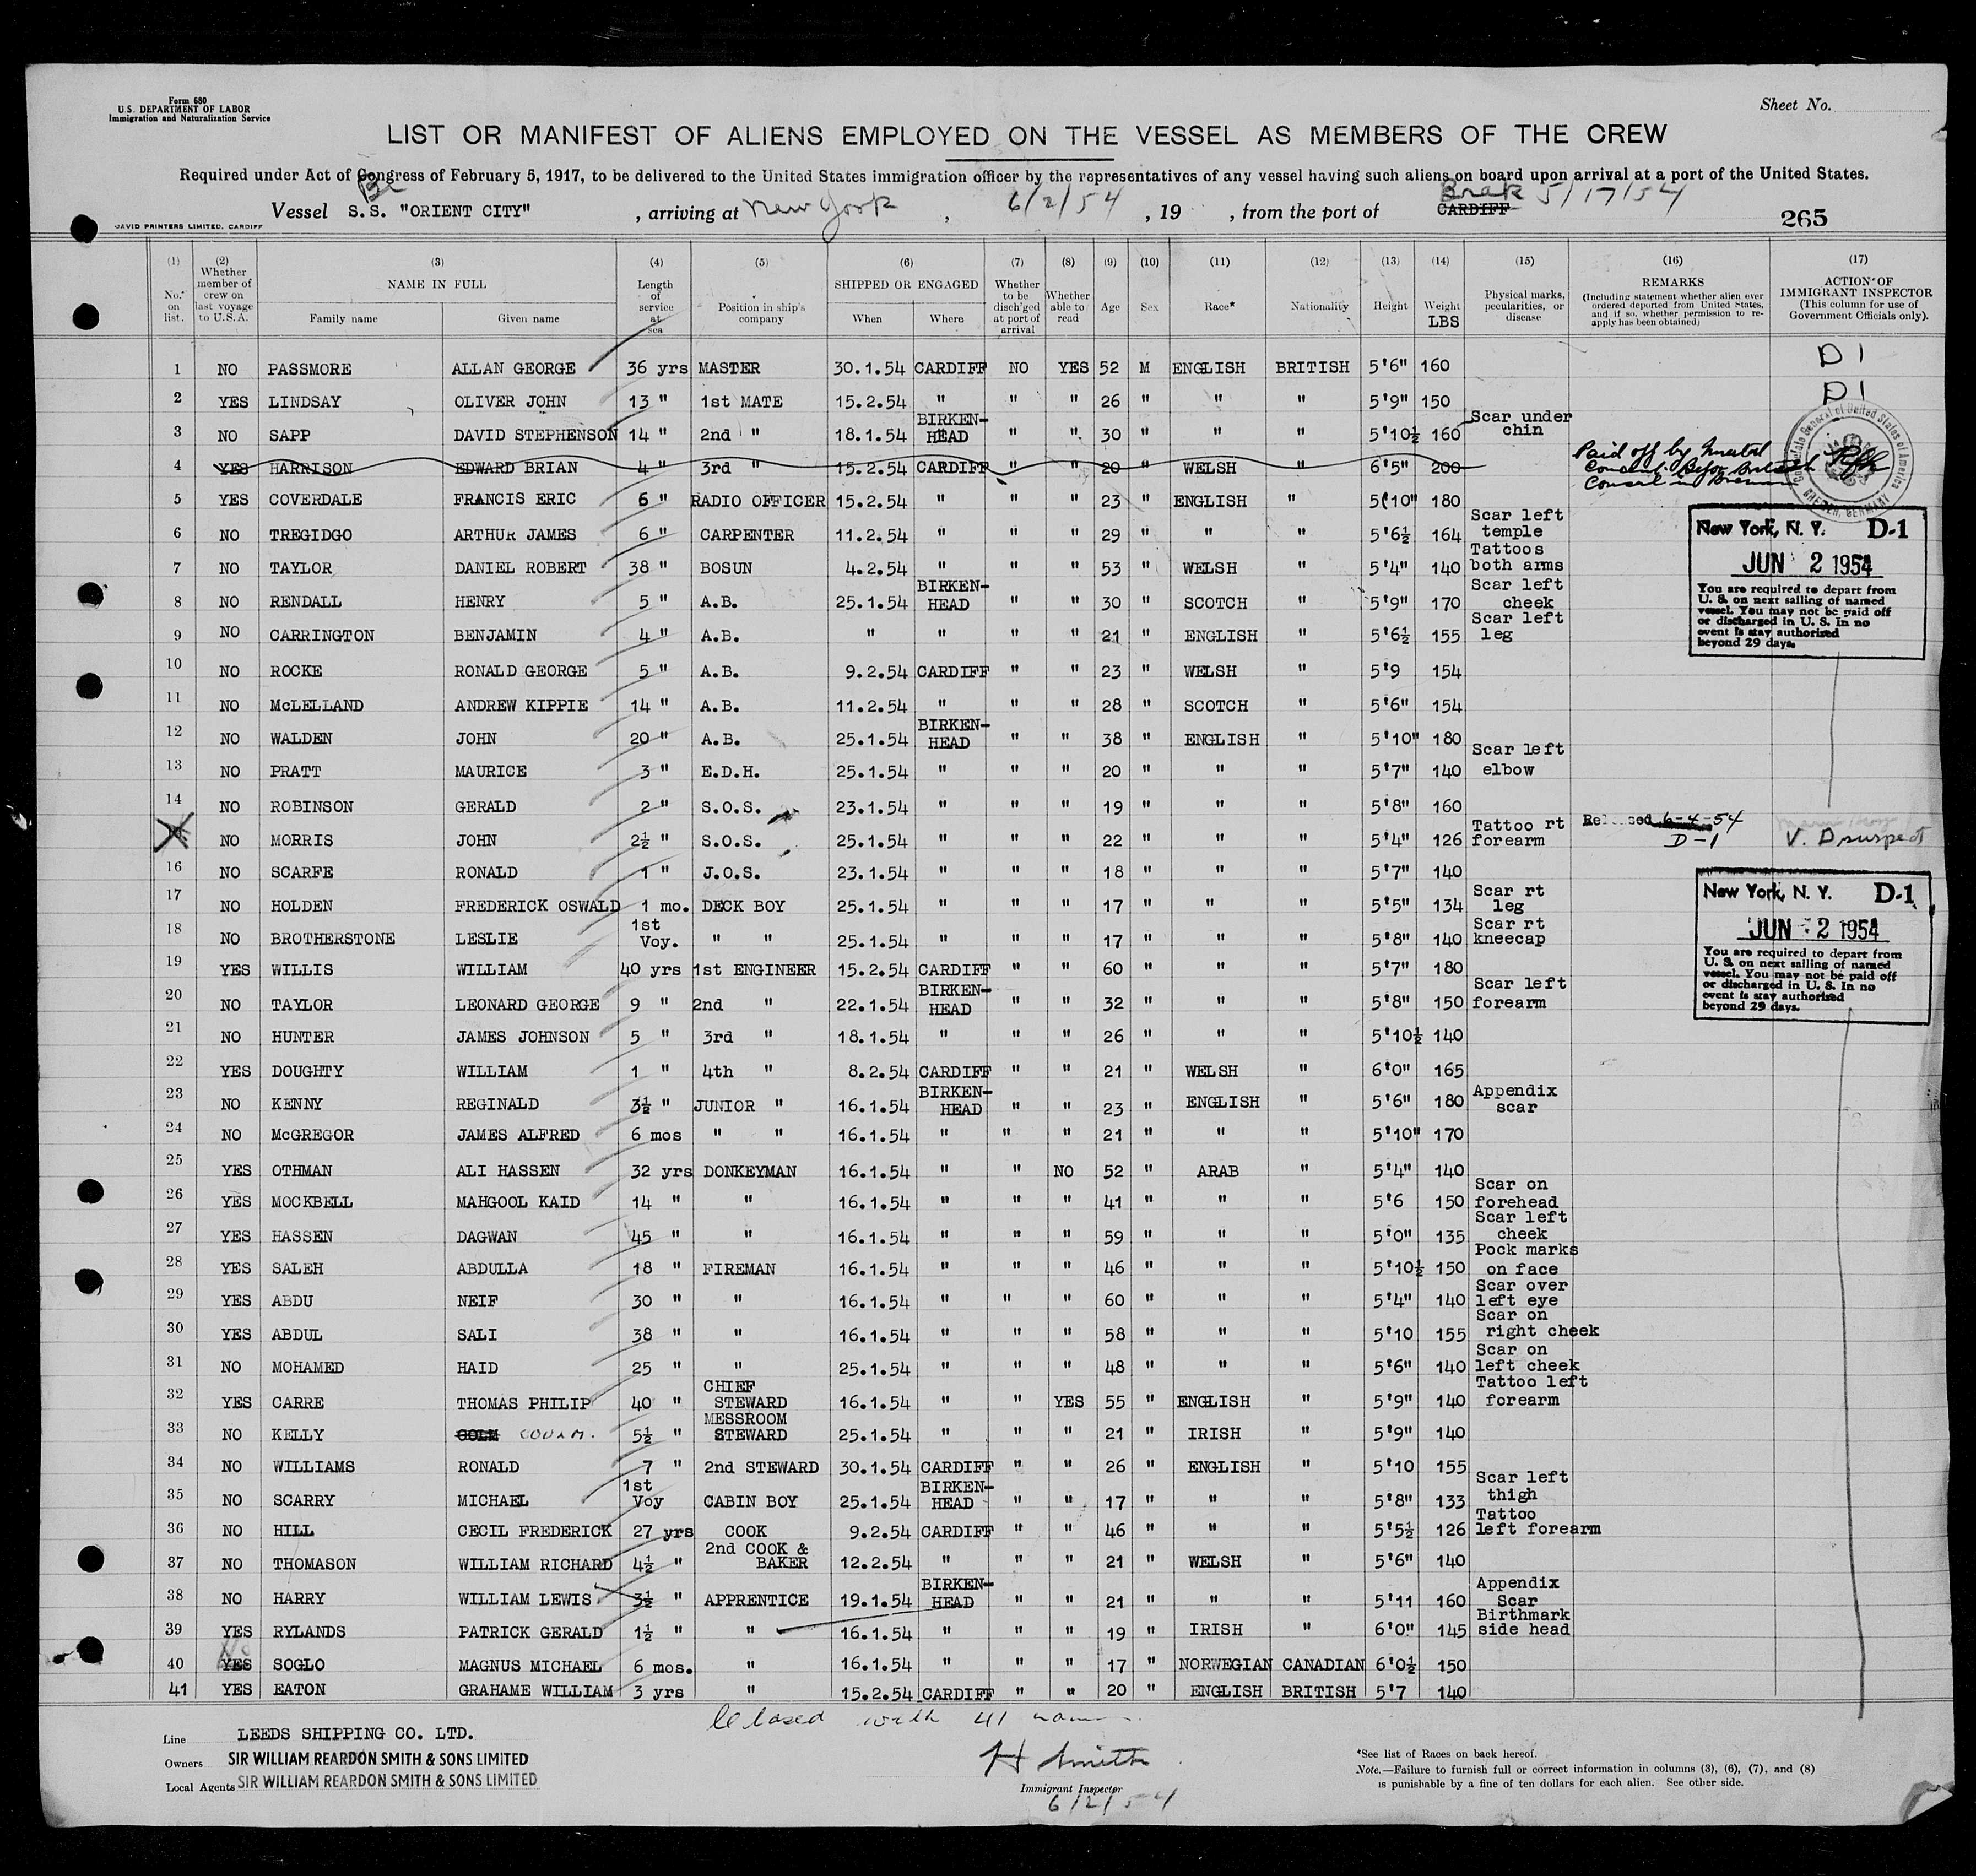 Form 680
U.S. DEPARTMENT OF LABOR
Immigration and Naturalization Service
Sheet No.
LIST OR MANIFEST OF ALIENS EMPLOYED ON THE VESSEL AS MEMBERS OF THE CREW
Required under Act of Congress of February 5, 1917, to be delivered to the United States immigration officer by the representatives of any vessel having such aliens on board upon arrival at a port of the United States.
Vessel S.S. "ORIENT CITY" , arriving at New York , 6/2/54 , 19 , from the port of CARDIFF Brake 5/17/54
DAVID PRINTERS LIMITED, CARDIFF
265
(1) (2) (3) (4) (5) (6) (7) (8) (9) (10) (11) (12) (13) (14) (15) (16) (17)
No. on list. Whether member of crew on last voyage to U.S.A. NAME IN FULL Family name Given name Length of service at sea Position in ship's company SHIPPED OR ENGAGED When Where Whether to be disch'ged at port of arrival Whether able to read Age Sex Race* Nationality Height Weight LBS Physical marks, peculiarities, or disease REMARKS (Including statement whether alien ever ordered deported from United States, and if so, whether permission to re-apply has been obtained) ACTION OF IMMIGRANT INSPECTOR (This column for use of Government Officials only).
1 NO PASSMORE ALLAN GEORGE 36 yrs MASTER 30.1.54 CARDIFF NO YES 52 M ENGLISH BRITISH 5'6" 160 D 1
2 YES LINDSAY OLIVER JOHN 13 " 1st MATE 15.2.54 " " " 26 " " " 5'9" 150 D 1
3 NO SAPP DAVID STEPHENSON 14 " 2nd " 18.1.54 BIRKEN-HEAD " " 30 " " " 5'10½ 160 Scar under chin
4 YES HARRISON EDWARD BRIAN 4 " 3rd " 15.2.54 CARDIFF " " 20 " WELSH " 6'5" 200 Paid off by
5 YES COVERDALE FRANCIS ERIC 6 " RADIO OFFICER 15.2.54 " " " 23 " ENGLISH " 5(10" 180
6 NO TREGIDGO ARTHUR JAMES 6 " CARPENTER 11.2.54 " " " 29 " " " 5'6½ 164 Scar left temple
7 NO TAYLOR DANIEL ROBERT 38 " BOSUN 4.2.54 " " " 53 " WELSH " 5'4" 140 Tattoos both arms
8 NO RENDALL HENRY 5 " A.B. 25.1.54 BIRKEN-HEAD " " 30 " SCOTCH " 5'9" 170 Scar left cheek
9 NO CARRINGTON BENJAMIN 4 " A.B. " " " " 21 " ENGLISH " 5'6½ 155 Scar left leg
10 NO ROCKE RONALD GEORGE 5 " A.B. 9.2.54 CARDIFF " " 23 " WELSH " 5'9 154
11 NO McLELLAND ANDREW KIPPIE 14 " A.B. 11.2.54 " " " 28 " SCOTCH " 5'6" 154
12 NO WALDEN JOHN 20 " A.B. 25.1.54 BIRKEN-HEAD " " 38 " ENGLISH " 5'10" 180
13 NO PRATT MAURICE 3 " E.D.H. 25.1.54 " " " 20 " " " 5'7" 140 Scar left elbow
14 NO ROBINSON GERALD 2 " S.O.S. 23.1.54 " " " 19 " " " 5'8" 160
NO MORRIS JOHN 2½ " S.O.S. 25.1.54 " " " 22 " " " 5'4" 126 Tattoo rt forearm Released 6-4-54 D-1 V. D suspect
16 NO SCARFE RONALD 1 " J.O.S. 23.1.54 " " " 18 " " " 5'7" 140
17 NO HOLDEN FREDERICK OSWALD 1 mo. DECK BOY 25.1.54 " " " 17 " " " 5'5" 134 Scar rt leg
18 NO BROTHERSTONE LESLIE 1st Voy. " " 25.1.54 " " " 17 " " " 5'8" 140 Scar rt kneecap
19 YES WILLIS WILLIAM 40 yrs 1st ENGINEER 15.2.54 CARDIFF " " 60 " " " 5'7" 180
20 NO TAYLOR LEONARD GEORGE 9 " 2nd " 22.1.54 BIRKEN-HEAD " " 32 " " " 5'8" 150 Scar left forearm
21 NO HUNTER JAMES JOHNSON 5 " 3rd " 18.1.54 " " " 26 " " " 5'10½ 140
22 YES DOUGHTY WILLIAM 1 " 4th " 8.2.54 CARDIFF " " 21 " WELSH " 6'0" 165
23 NO KENNY REGINALD 3½ " JUNIOR " 16.1.54 BIRKEN-HEAD " " 23 " ENGLISH " 5'6" 180 Appendix scar
24 NO McGREGOR JAMES ALFRED 6 mos " " 16.1.54 " " " 21 " " " 5'10" 170
25 YES OTHMAN ALI HASSEN 32 yrs DONKEYMAN 16.1.54 " " NO 52 " ARAB " 5'4" 140
26 YES MOCKBELL MAHGOOL KAID 14 " " 16.1.54 " " " 41 " " " 5'6 150 Scar on forehead
27 YES HASSEN DAGWAN 45 " " 16.1.54 " " " 59 " " " 5'0" 135 Scar left cheek
28 YES SALEH ABDULLA 18 " FIREMAN 16.1.54 " " " 46 " " " 5'10½ 150 Pock marks on face
29 YES ABDU NEIF 30 " " 16.1.54 " " " 60 " " " 5'4" 140 Scar over left eye
30 YES ABDUL SALI 38 " " 16.1.54 " " " 58 " " " 5'10 155 Scar on right cheek
31 NO MOHAMED HAID 25 " " 25.1.54 " " " 48 " " " 5'6" 140 Scar on left cheek
32 YES CARRE THOMAS PHILIP 40 " CHIEF STEWARD 16.1.54 " " YES 55 " ENGLISH " 5'9" 140 Tattoo left forearm
33 NO KELLY COLM 5½ " MESSROOM STEWARD 25.1.54 " " " 21 " IRISH " 5'9" 140
34 NO WILLIAMS RONALD 7 " 2nd STEWARD 30.1.54 CARDIFF " " 26 " ENGLISH " 5'10 155
35 NO SCARRY MICHAEL 1st Voy CABIN BOY 25.1.54 BIRKEN-HEAD " " 17 " " " 5'8" 133 Scar left thigh
36 NO HILL CECIL FREDERICK 27 yrs COOK 9.2.54 CARDIFF " " 46 " " " 5'5½ 126 Tattoo left forearm
37 NO THOMASON WILLIAM RICHARD 4½ " 2nd COOK & BAKER 12.2.54 " " " 21 " WELSH " 5'6" 140
38 NO HARRY WILLIAM LEWIS 3½ " APPRENTICE 19.1.54 BIRKEN-HEAD " " 21 " " " 5'11 160 Appendix Scar
39 YES RYLANDS PATRICK GERALD 1½ " " 16.1.54 " " " 19 " IRISH " 6'0" 145 Birthmark side head
40 YES No SOGLO MAGNUS MICHAEL 6 mos. " 16.1.54 " " " 17 " NORWEGIAN CANADIAN 6'0½ 150
41 YES EATON GRAHAME WILLIAM 3 yrs " 15.2.54 CARDIFF " " 20 " ENGLISH BRITISH 5'7 140
New York, N. Y. D-1
JUN 2 1954
You are required to depart from
U. S. on next sailing of named
vessel. You may not be paid off
or discharged in U. S. In no
event is stay authorized
beyond 29 days.
New York, N. Y. D-1
JUN 2 1954
You are required to depart from
U. S. on next sailing of named
vessel. You may not be paid off
or discharged in U. S. In no
event is stay authorized
beyond 29 days.
closed with 41 names.
Line LEEDS SHIPPING CO. LTD.
Owners SIR WILLIAM REARDON SMITH & SONS LIMITED
Local Agents SIR WILLIAM REARDON SMITH & SONS LIMITED
H Smith
Immigrant Inspector
6/2/54
*See list of Races on back hereof.
Note.—Failure to furnish full or correct information in columns (3), (6), (7), and (8)
is punishable by a fine of ten dollars for each alien. See other side.